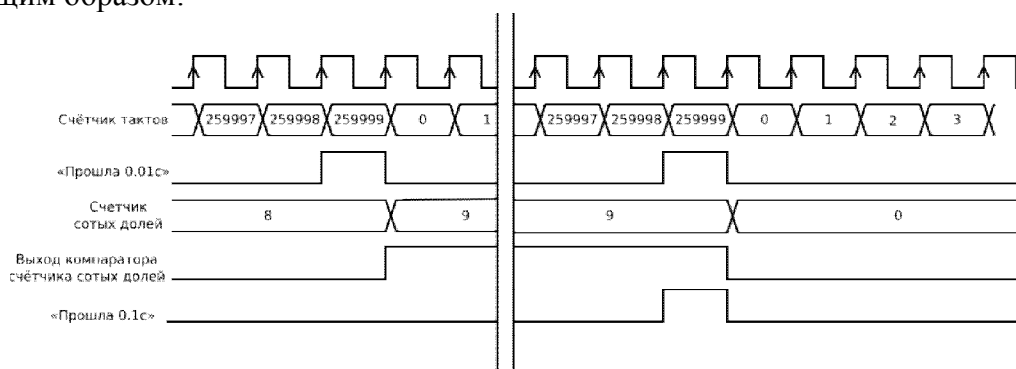 щим образом:
Счётчик тактов 259997 259998 259999 0 1 259997 259998 259999 0 1 2 3
«Прошла 0.01с»
Счетчик
сотых долей 8 9 9 0
Выход компаратора
счётчика сотых долей
«Прошла 0.1с»